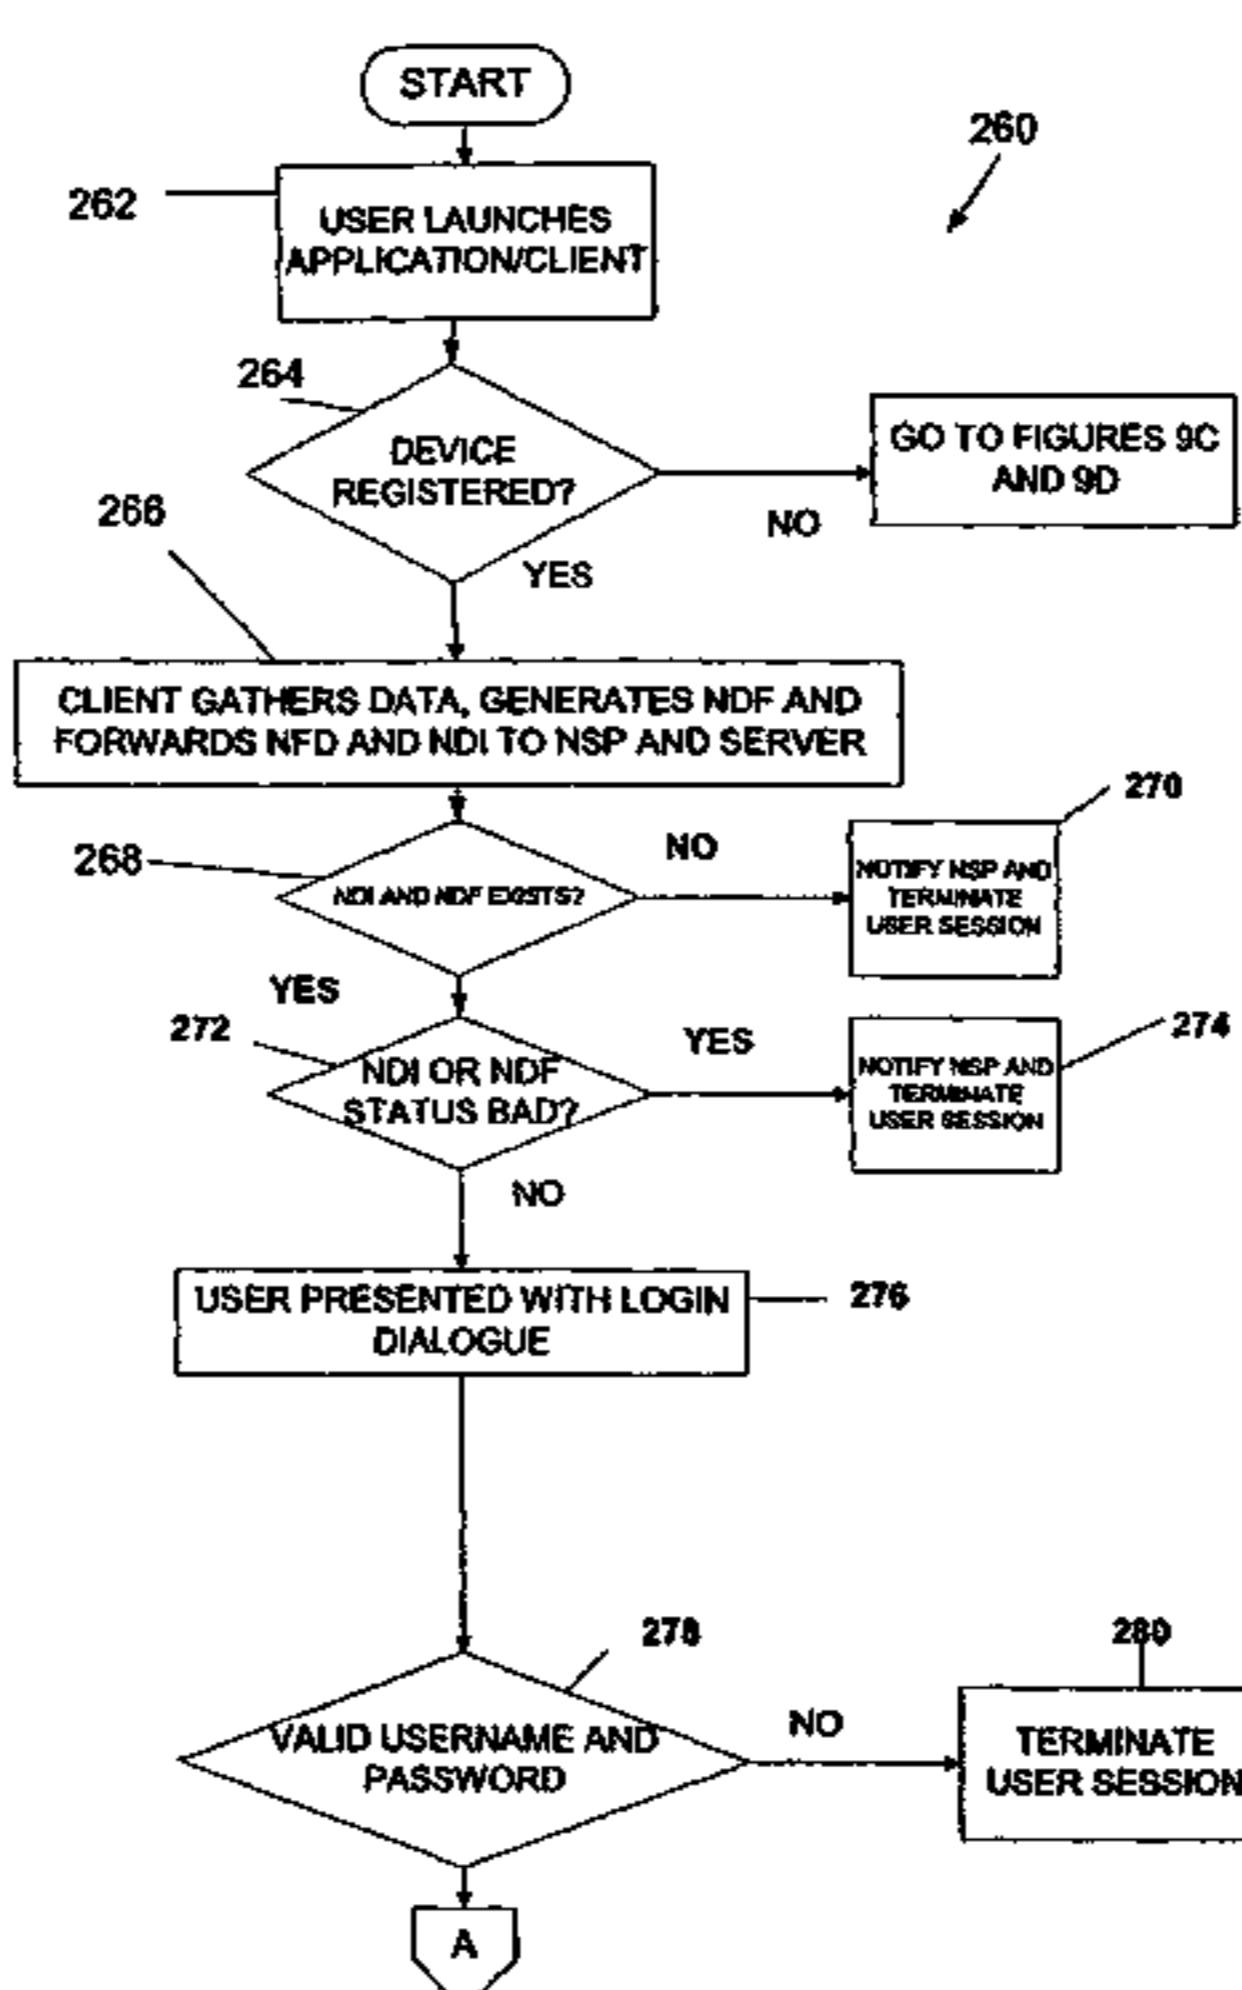 START
260
262
USER LAUNCHES
APPLICATION/CLIENT
264
DEVICE
REGISTERED?
GO TO FIGURES 9C
AND 9D
NO
266
YES
CLIENT GATHERS DATA, GENERATES NDF AND
FORWARDS NFD AND NDI TO NSP AND SERVER
270
268
NO
NDI AND NDF EXISTS?
NOTIFY NSP AND
TERMINATE
USER SESSION
YES
272
YES
274
NDI OR NDF
STATUS BAD?
NOTIFY NSP AND
TERMINATE
USER SESSION
NO
USER PRESENTED WITH LOGIN
DIALOGUE
276
278
280
VALID USERNAME AND
PASSWORD
NO
TERMINATE
USER SESSION
A